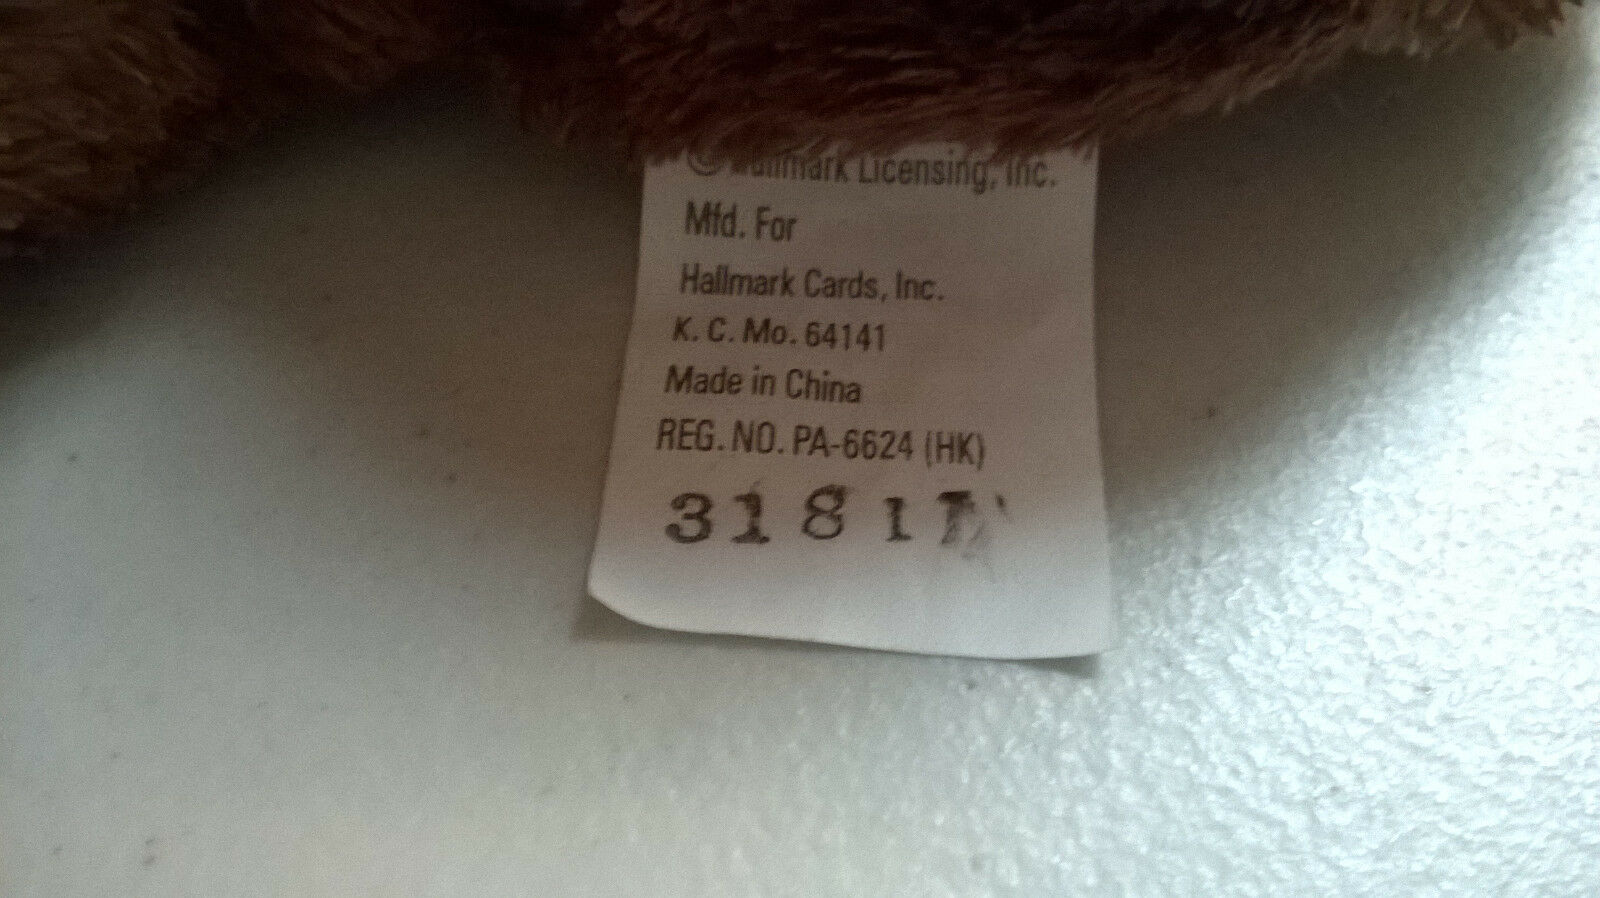 © Hallmark Licensing, Inc.
Mfd. For
Hallmark Cards, Inc.
K. C. Mo. 64141
Made in China
REG. NO. PA-6624 (HK)
3181